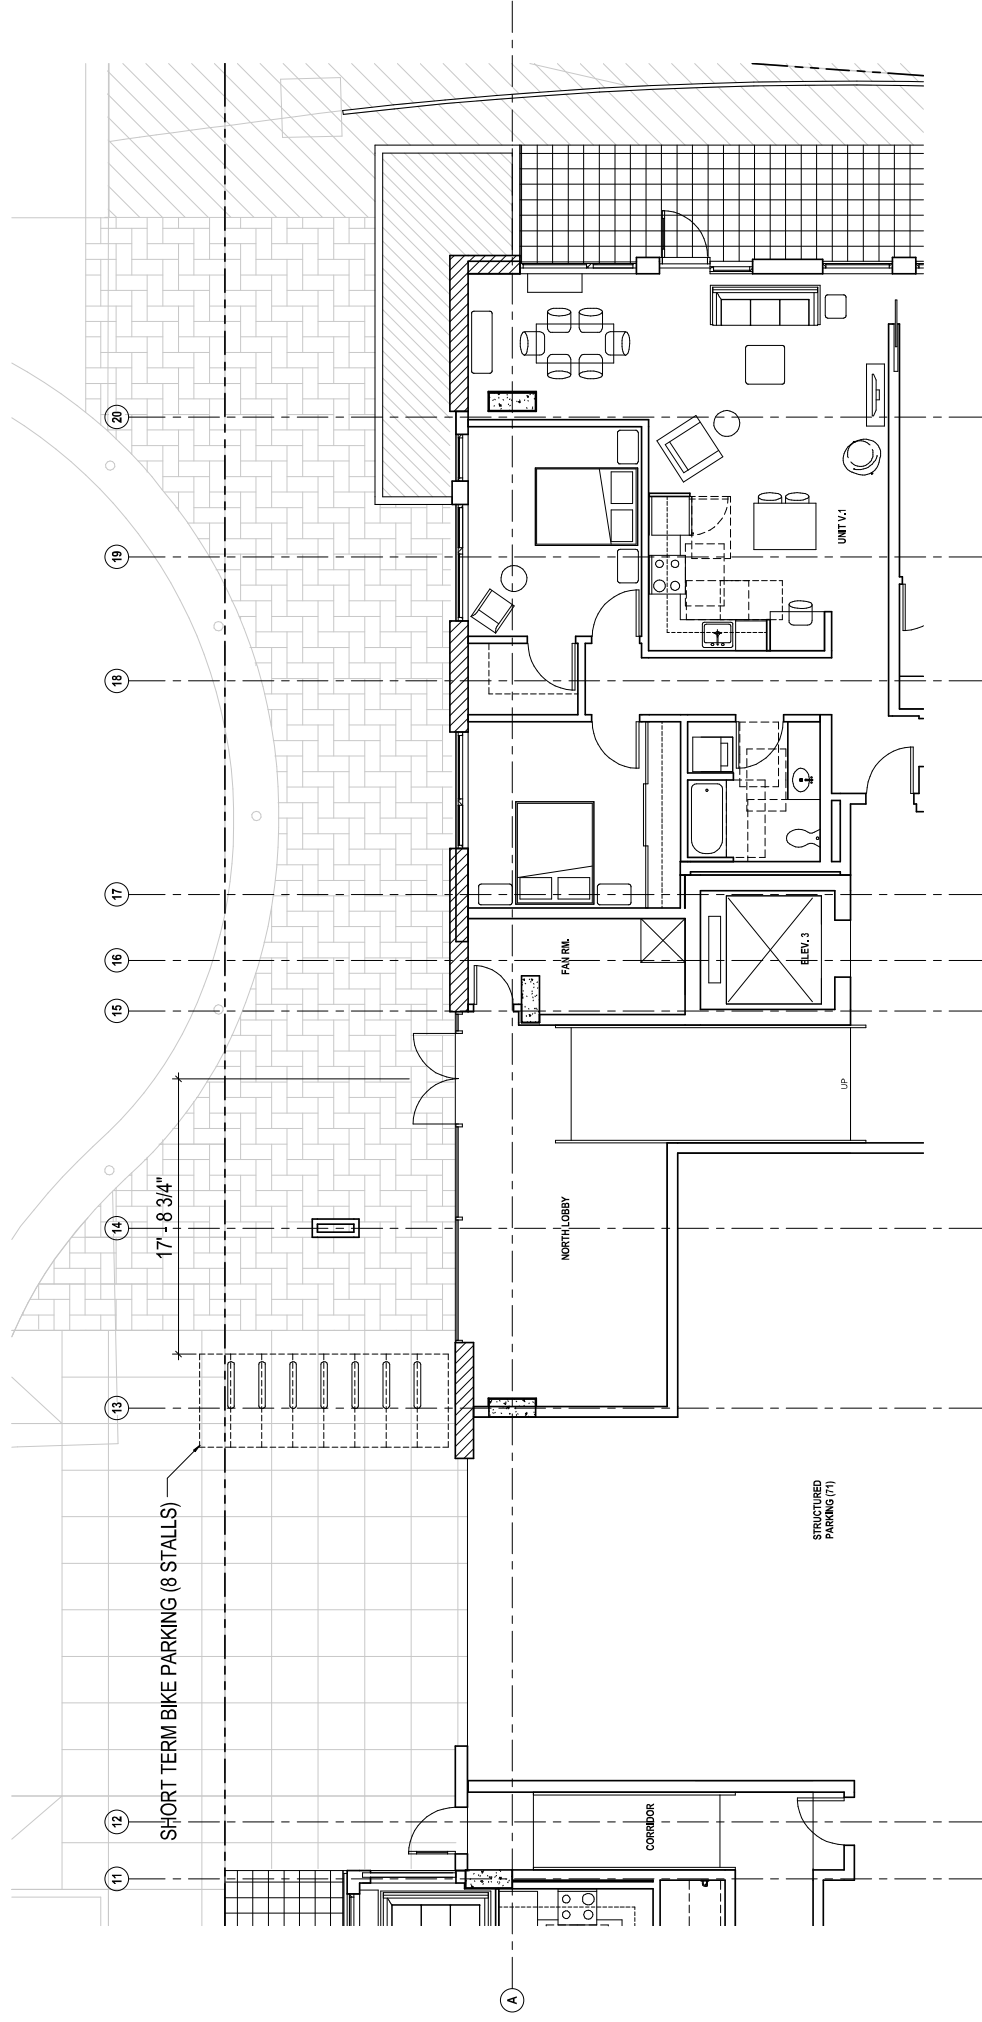 20
19
18
17
16
15
14
13
12
11
A
UNIT V.1
FAN RM.
ELEV. 3
UP
17' - 8 3/4"
NORTH LOBBY
SHORT TERM BIKE PARKING (8 STALLS)
STRUCTURED
PARKING (71)
CORRIDOR